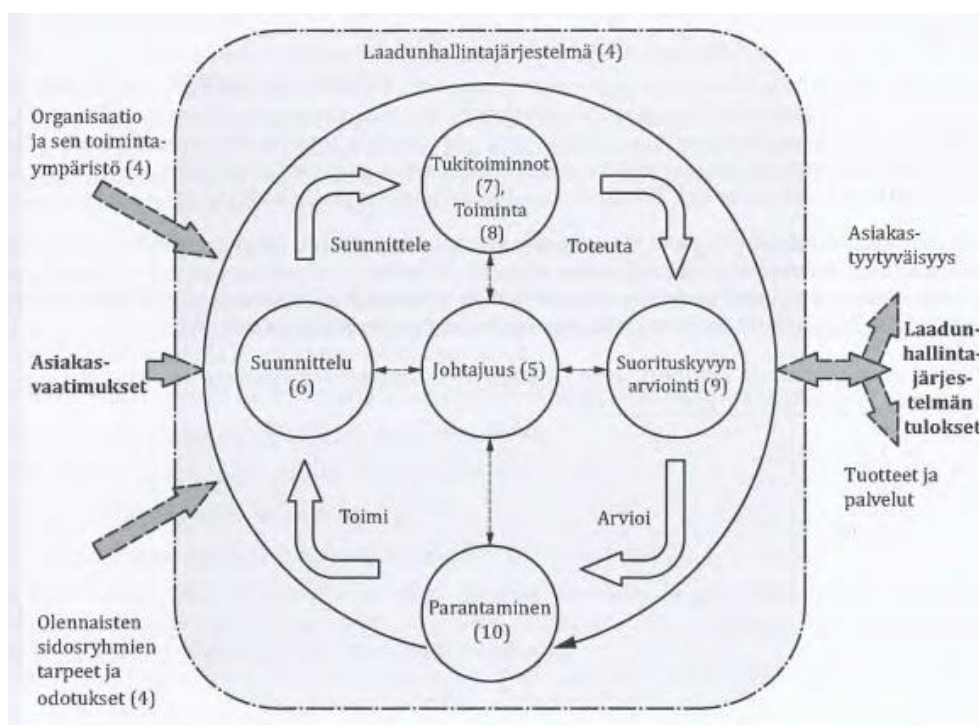 Laadunhallintajärjestelmä (4)
Organisaatio
ja sen toiminta-
ympäristö (4)
Tukitoiminnot
(7),
Toiminta
(8)
Suunnittele
Toteuta
Asiakas-
tyytyväisyys
Asiakas-
vaatimukset
Suunnittelu
(6)
Johtajuus (5)
Suorituskyvyn
arviointi (9)
Laadun-
hallinta-
järjes-
telmän
tulokset
Toimi
Arvioi
Tuotteet ja
palvelut
Parantaminen
(10)
Olennaisten
sidosryhmien
tarpeet ja
odotukset (4)